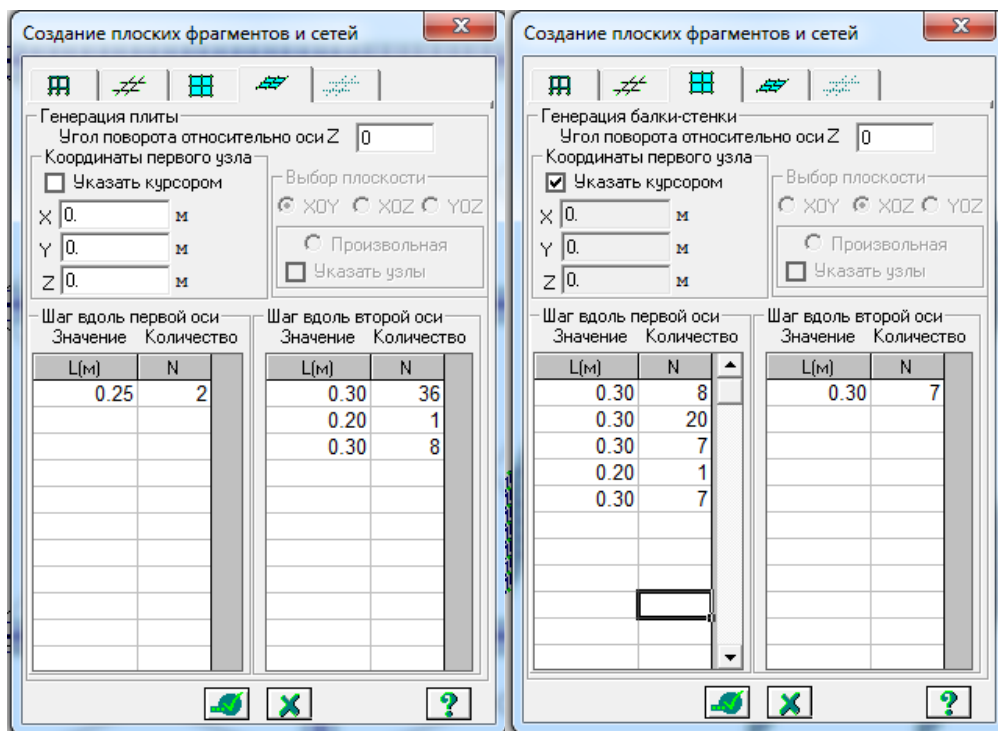 Создание плоских фрагментов и сетей
Генерация плиты
Угол поворота относительно оси Z 0
Координаты первого узла
Указать курсором
X 0. м
Y 0. м
Z 0. м
Выбор плоскости
XOY XOZ YOZ
Произвольная
Указать узлы
Шаг вдоль первой оси
Значение Количество
L(м) N
0.25 2
Шаг вдоль второй оси
Значение Количество
L(м) N
0.30 36
0.20 1
0.30 8
?
Создание плоских фрагментов и сетей
Генерация балки-стенки
Угол поворота относительно оси Z 0
Координаты первого узла
Указать курсором
X 0. м
Y 0. м
Z 0. м
Выбор плоскости
XOY XOZ YOZ
Произвольная
Указать узлы
Шаг вдоль первой оси
Значение Количество
L(м) N
0.30 8
0.30 20
0.30 7
0.20 1
0.30 7
Шаг вдоль второй оси
Значение Количество
L(м) N
0.30 7
?